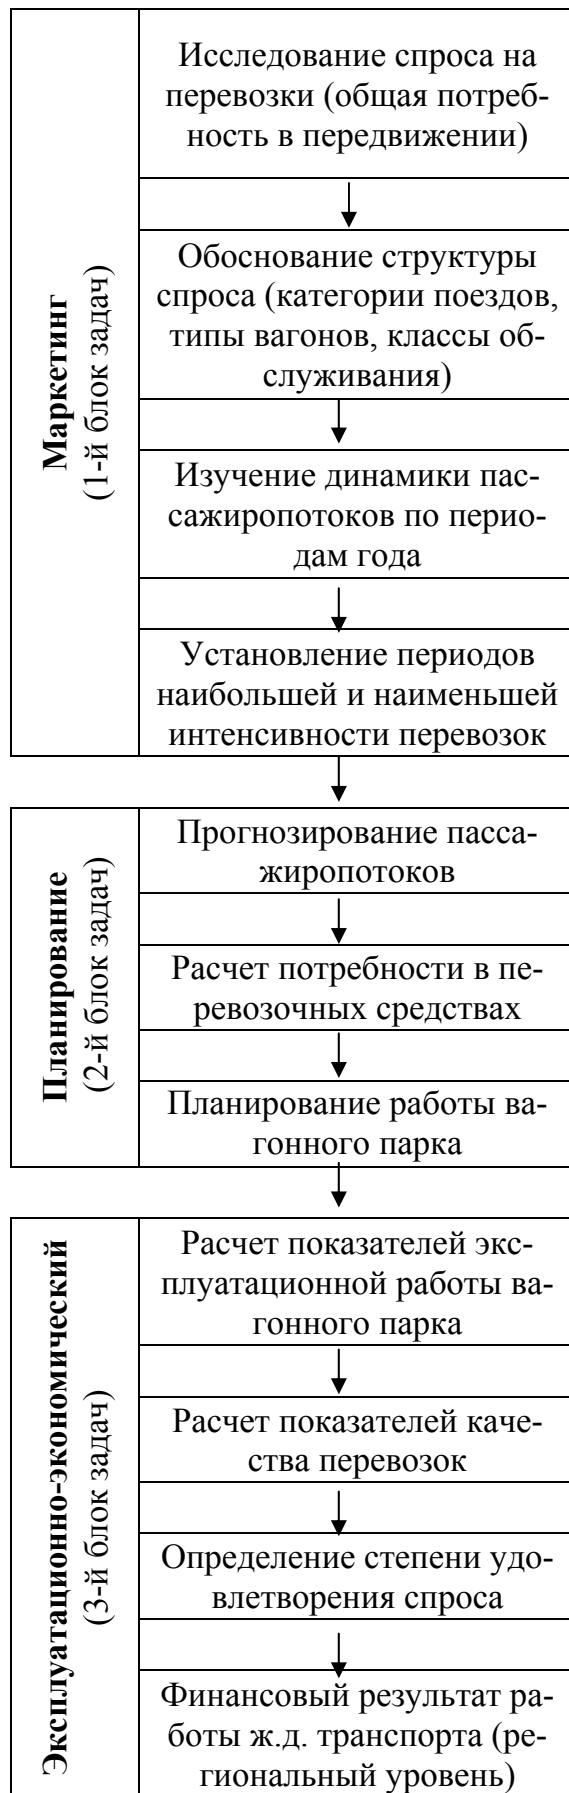 Маркетинг
(1-й блок задач)
Исследование спроса на
перевозки (общая потреб-
ность в передвижении)
Обоснование структуры
спроса (категории поездов,
типы вагонов, классы об-
служивания)
Изучение динамики пас-
сажиропотоков по перио-
дам года
Установление периодов
наибольшей и наименьшей
интенсивности перевозок
Планирование
(2-й блок задач)
Прогнозирование пасса-
жиропотоков
Расчет потребности в пе-
ревозочных средствах
Планирование работы ва-
гонного парка
Эксплуатационно-экономический
(3-й блок задач)
Расчет показателей экс-
плуатационной работы ва-
гонного парка
Расчет показателей каче-
ства перевозок
Определение степени удо-
влетворения спроса
Финансовый результат ра-
боты ж.д. транспорта (ре-
гиональный уровень)